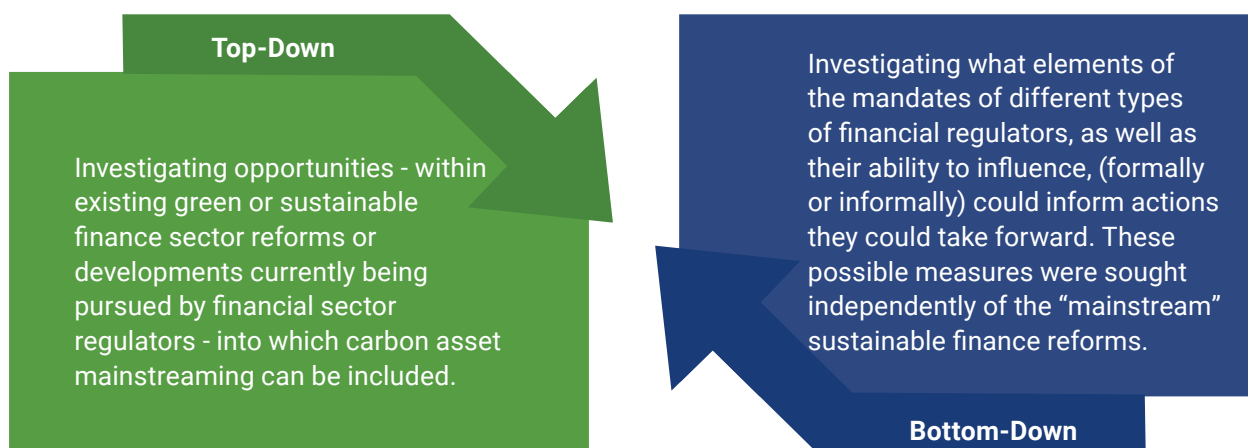 Top-Down
Investigating opportunities - within
existing green or sustainable
finance sector reforms or
developments currently being
pursued by financial sector
regulators - into which carbon asset
mainstreaming can be included.
Investigating what elements of
the mandates of different types
of financial regulators, as well as
their ability to influence, (formally
or informally) could inform actions
they could take forward. These
possible measures were sought
independently of the “mainstream”
sustainable finance reforms.
Bottom-Down